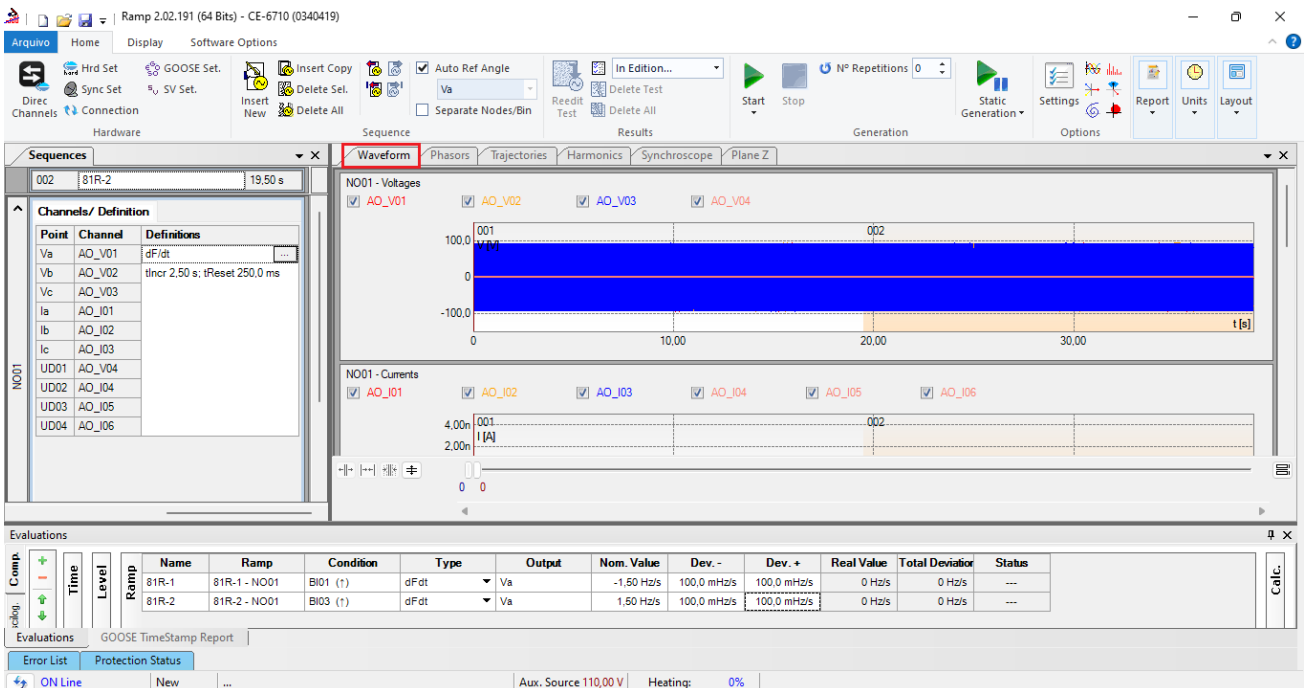 Ramp 2.02.191 (64 Bits) - CE-6710 (0340419)
Arquivo Home Display Software Options
Direc Channels
Hrd Set
Sync Set
Connection
GOOSE Set.
SV Set.
Hardware
Insert New
Insert Copy
Delete Sel.
Delete All
Auto Ref Angle
Va
Separate Nodes/Bin
Sequence
Reedit Test
In Edition...
Delete Test
Delete All
Results
Start Stop
Nº Repetitions 0
Static Generation
Generation
Settings
Options
Report Units Layout
Sequences
002 81R-2 19,50 s
Channels/ Definition
Point Channel Definitions
Va AO_V01 dF/dt ...
Vb AO_V02 tIncr 2,50 s; tReset 250,0 ms
Vc AO_V03
Ia AO_I01
Ib AO_I02
Ic AO_I03
UD01 AO_V04
UD02 AO_I04
UD03 AO_I05
UD04 AO_I06
NO01
Waveform Phasors Trajectories Harmonics Synchroscope Plane Z
NO01 - Voltages
AO_V01 AO_V02 AO_V03 AO_V04
001 002
100,0 V [V]
0
-100,0
t [s]
0 10,00 20,00 30,00
NO01 - Currents
AO_I01 AO_I02 AO_I03 AO_I04 AO_I05 AO_I06
4,00n 001 002
I [A]
2,00n
0 0
Evaluations
Comp.
Time
Level
Ramp
Name Ramp Condition Type Output Nom. Value Dev. - Dev. + Real Value Total Deviation Status
81R-1 81R-1 - NO01 BI01 (↑) dFdt Va -1,50 Hz/s 100,0 mHz/s 100,0 mHz/s 0 Hz/s 0 Hz/s ---
81R-2 81R-2 - NO01 BI03 (↑) dFdt Va 1,50 Hz/s 100,0 mHz/s 100,0 mHz/s 0 Hz/s 0 Hz/s ---
Calc.
Evaluations GOOSE TimeStamp Report
Error List Protection Status
ON Line New ... Aux. Source 110,00 V Heating: 0%